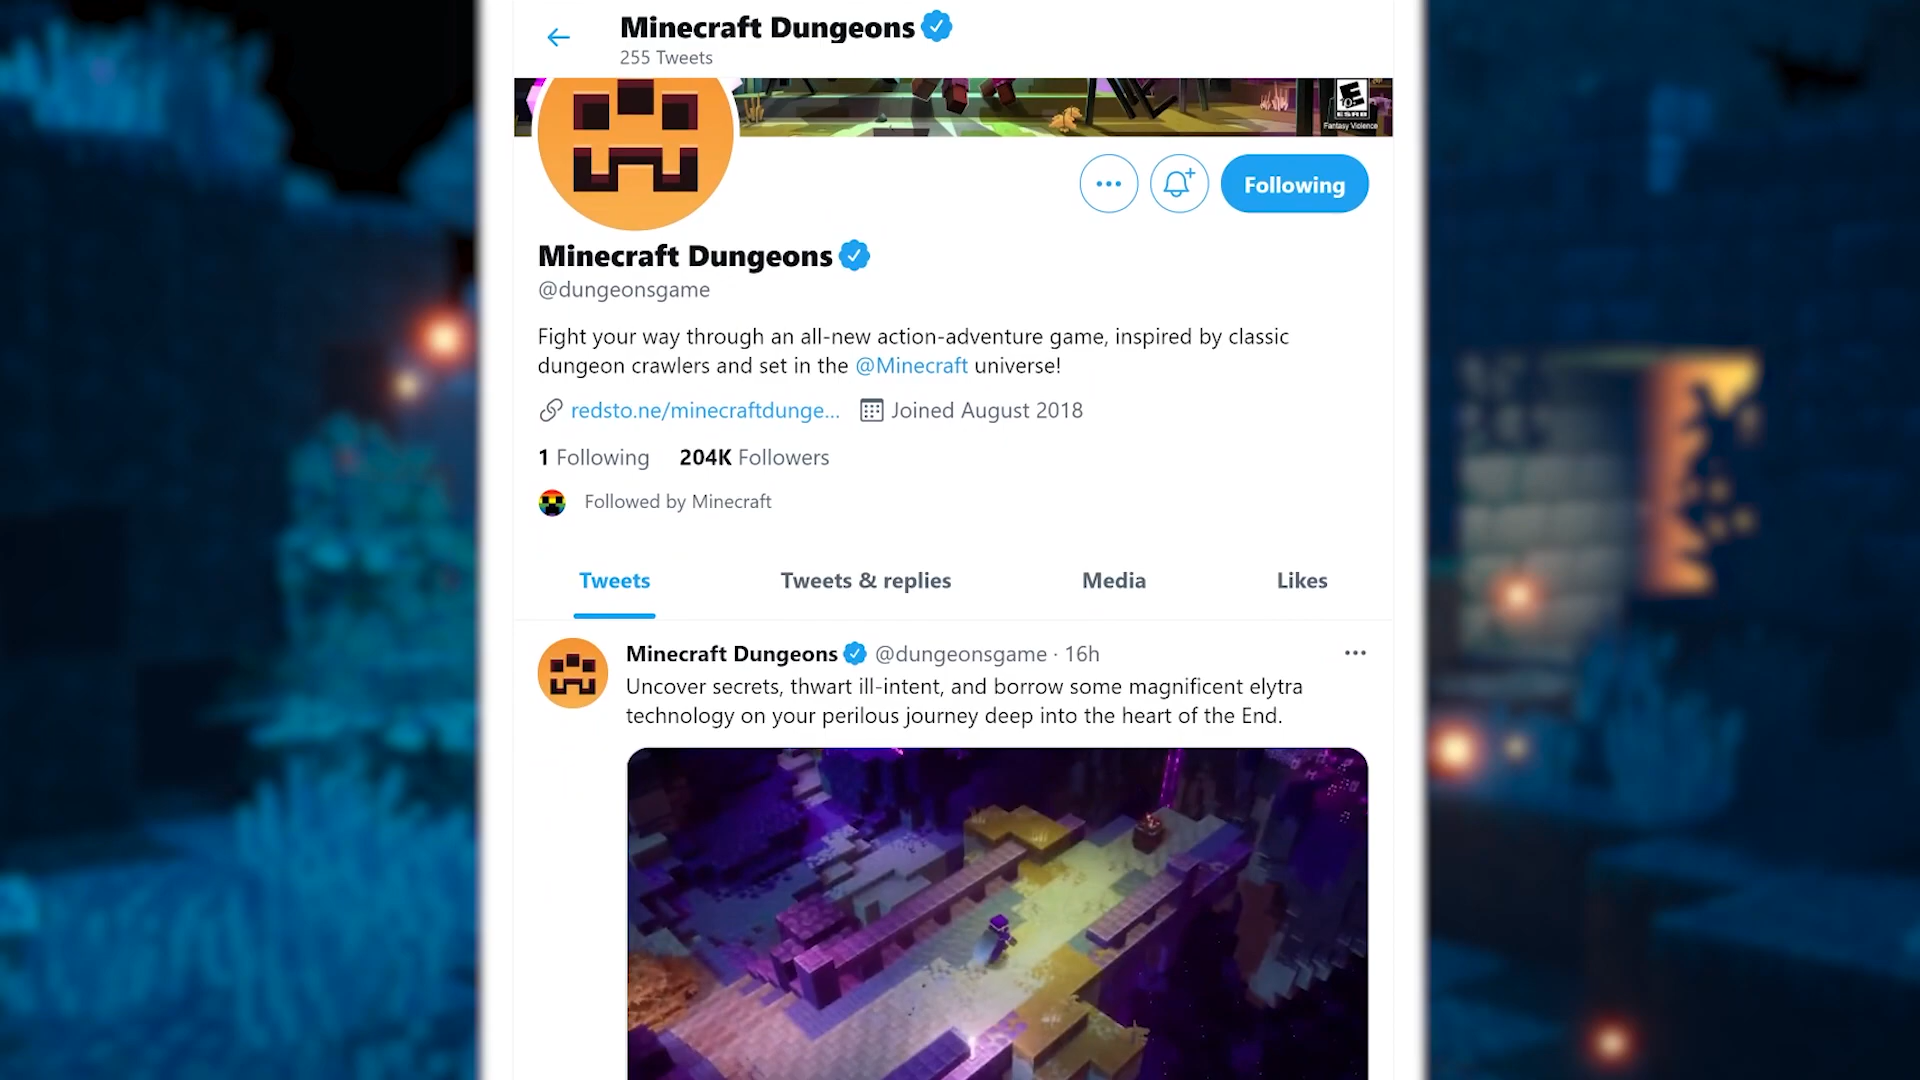 Minecraft Dungeons
255 Tweets
E
ESRB
Fantasy Violence
Following
Minecraft Dungeons
@dungeonsgame
Fight your way through an all-new action-adventure game, inspired by classic
dungeon crawlers and set in the @Minecraft universe!
redsto.ne/minecraftdunge... Joined August 2018
1 Following 204K Followers
Followed by Minecraft
Tweets Tweets & replies Media Likes
Minecraft Dungeons @dungeonsgame · 16h
Uncover secrets, thwart ill-intent, and borrow some magnificent elytra
technology on your perilous journey deep into the heart of the End.